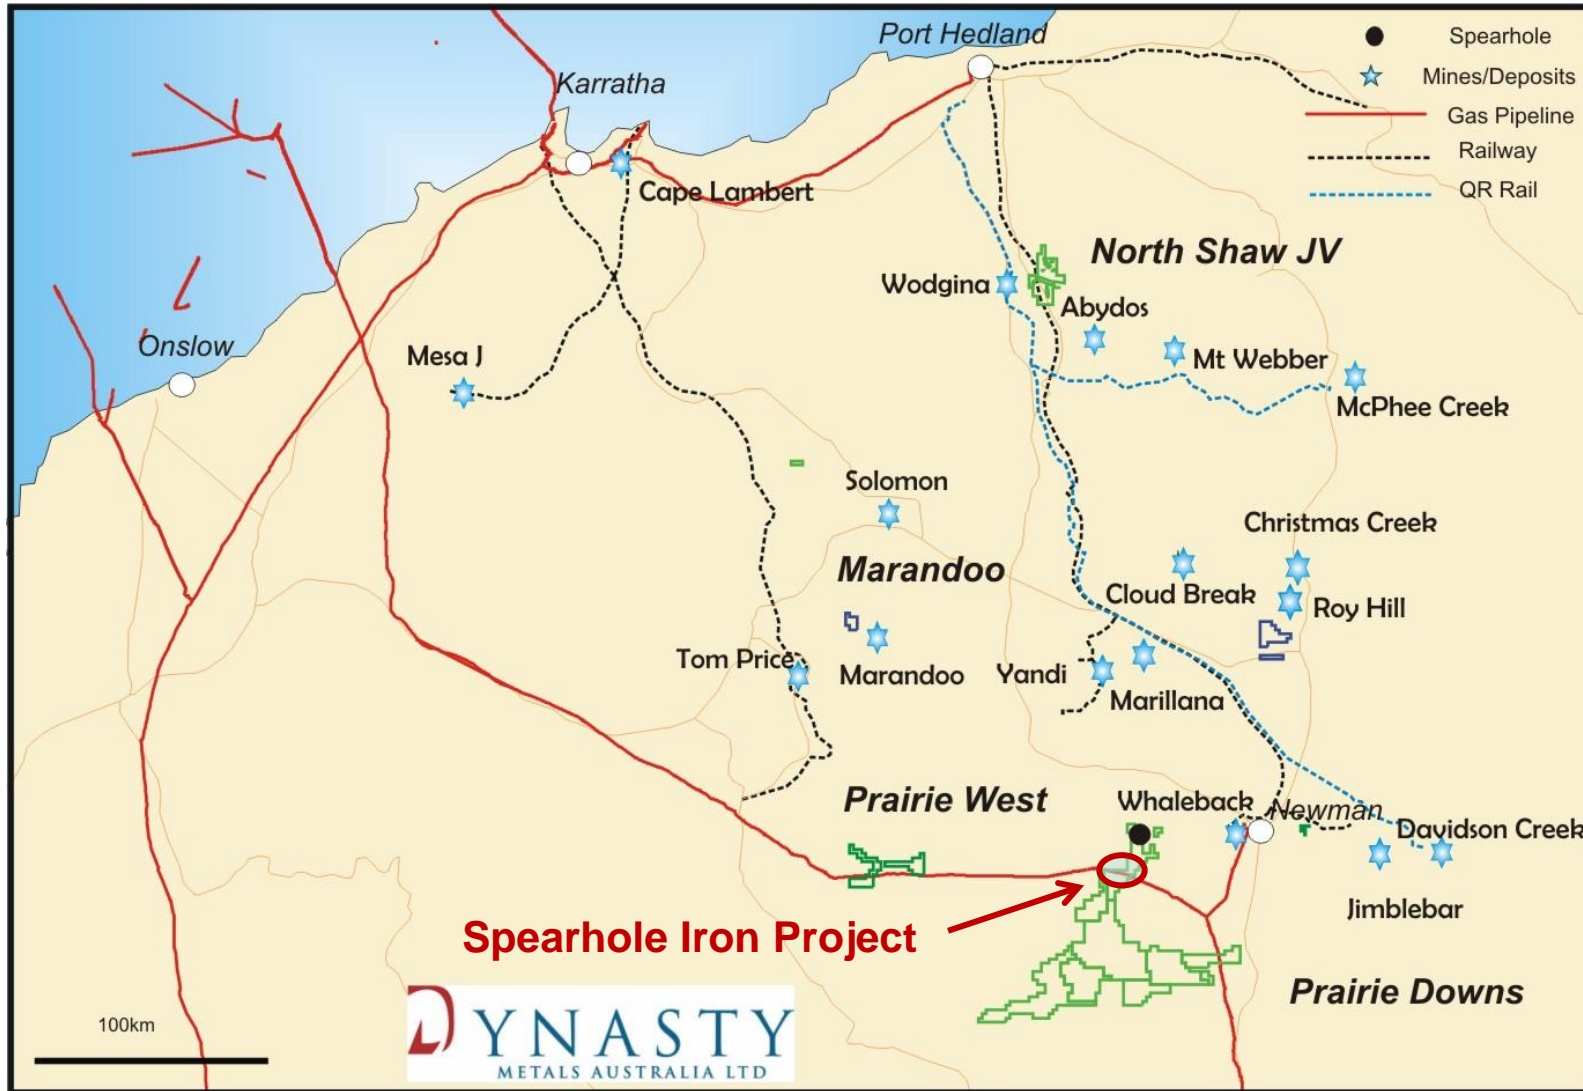 Port Hedland
Spearhole
Mines/Deposits
Gas Pipeline
Railway
QR Rail
Karratha
Cape Lambert
North Shaw JV
Wodgina
Abydos
Onslow
Mesa J
Mt Webber
McPhee Creek
Solomon
Christmas Creek
Marandoo
Cloud Break
Roy Hill
Tom Price
Marandoo
Yandi
Marillana
Prairie West
Whaleback
Newman
Davidson Creek
Jimblebar
Spearhole Iron Project
Prairie Downs
100km
DYNASTY
METALS AUSTRALIA LTD